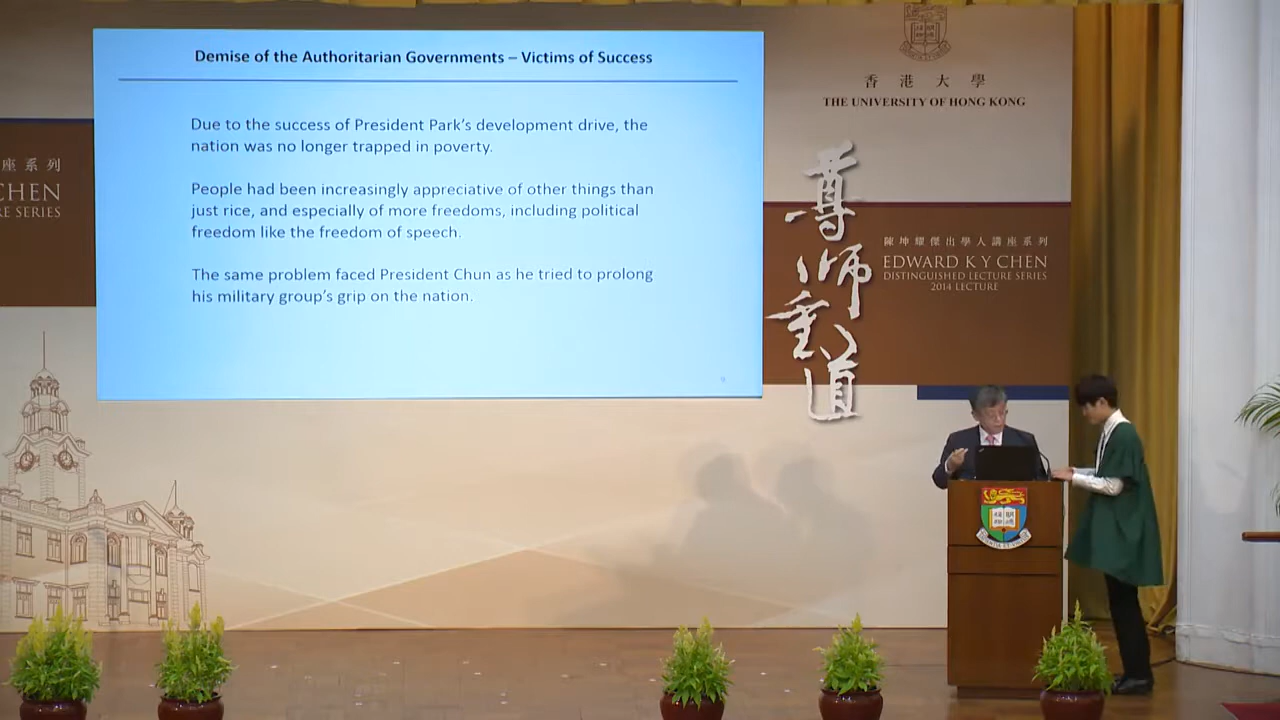 Demise of the Authoritarian Governments – Victims of Success
Due to the success of President Park's development drive, the
nation was no longer trapped in poverty.
People had been increasingly appreciative of other things than
just rice, and especially of more freedoms, including political
freedom like the freedom of speech.
The same problem faced President Chun as he tried to prolong
his military group's grip on the nation.
香港大學
THE UNIVERSITY OF HONG KONG
尊師重道
陳坤耀傑出學人講座系列
EDWARD K Y CHEN
DISTINGUISHED LECTURE SERIES
2014 LECTURE
座系列
CHEN
RE SERIES